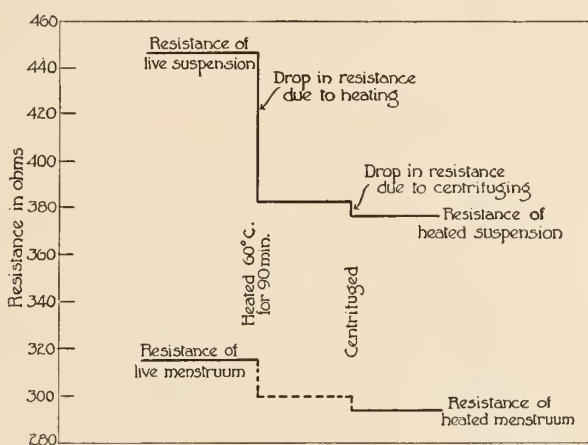 460
440
420
400
380
360
340
320
300
280
Resistance in ohms
Resistance of
live suspension
Drop in resistance
due to heating
Drop in resistance
due to centrifuging
Resistance of
heated suspension
Heated 60°C.
for 90 min.
Centrifuged
Resistance of
live menstruum
Resistance of
heated menstruum